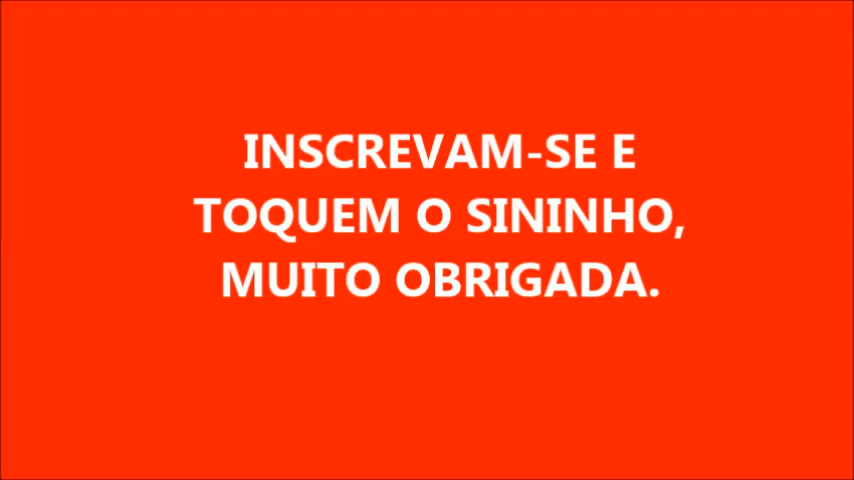 INSCREVAM-SE E
TOQUEM O SININHO,
MUITO OBRIGADA.